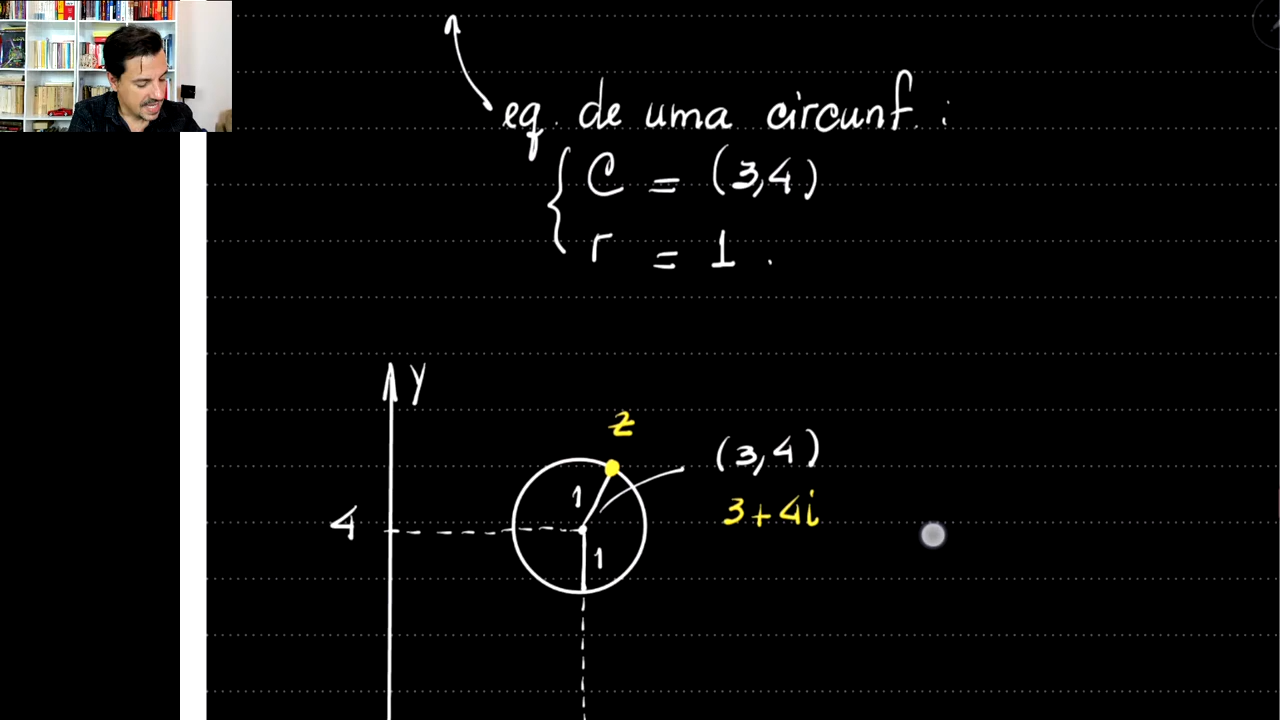 eq. de uma circunf. :
C = (3,4)
r = 1.
y
z
(3,4)
1
3+4i
4
1